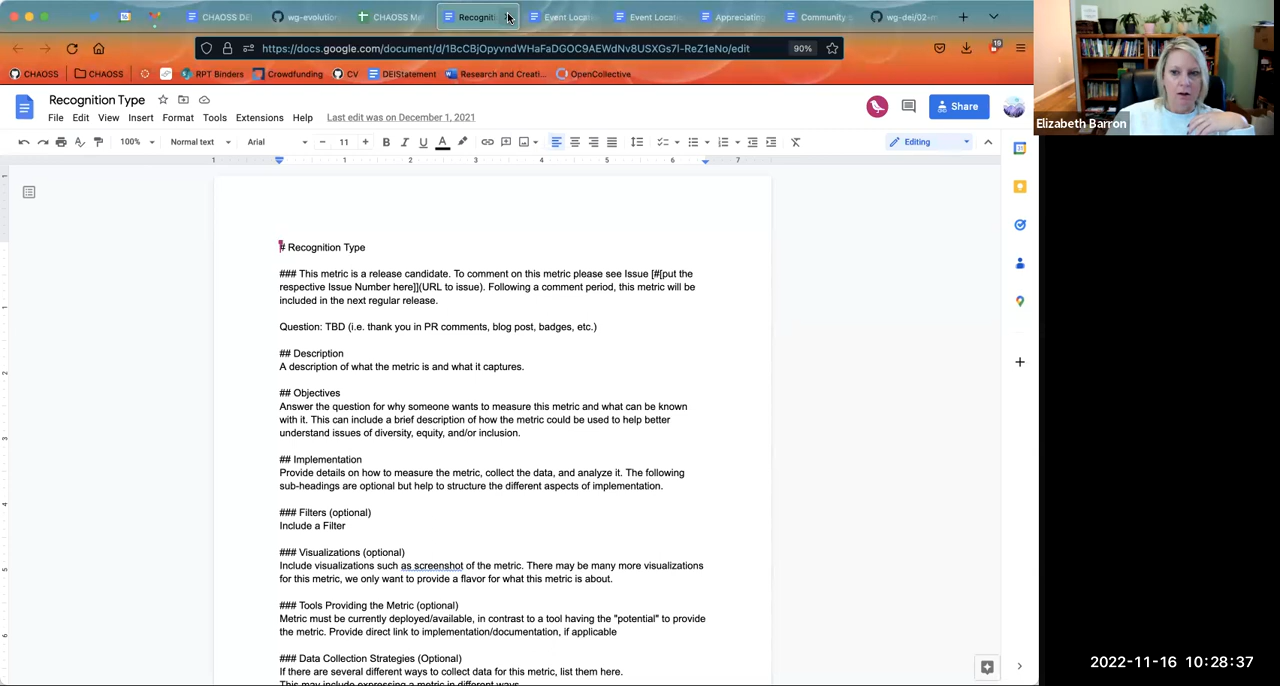 CHAOSS DEI
wg-evolution
CHAOSS Me
Recogniti
Event Locati
Event Locati
Appreciating
Community
wg-dei/02-m
https://docs.google.com/document/d/1BcCBjOpyvndWHaFaDGOC9AEWdNv8USXGs7l-ReZ1eNo/edit
90%
19
CHAOSS
CHAOSS
RPT Binders
Crowdfunding
CV
DEIStatement
Research and Creati...
OpenCollective
Recognition Type
File Edit View Insert Format Tools Extensions Help Last edit was on December 1, 2021
Share
100% Normal text Arial 11
Editing
# Recognition Type
### This metric is a release candidate. To comment on this metric please see Issue [#[put the
respective Issue Number here]](URL to issue). Following a comment period, this metric will be
included in the next regular release.
Question: TBD (i.e. thank you in PR comments, blog post, badges, etc.)
## Description
A description of what the metric is and what it captures.
## Objectives
Answer the question for why someone wants to measure this metric and what can be known
with it. This can include a brief description of how the metric could be used to help better
understand issues of diversity, equity, and/or inclusion.
## Implementation
Provide details on how to measure the metric, collect the data, and analyze it. The following
sub-headings are optional but help to structure the different aspects of implementation.
### Filters (optional)
Include a Filter
### Visualizations (optional)
Include visualizations such as screenshot of the metric. There may be many more visualizations
for this metric, we only want to provide a flavor for what this metric is about.
### Tools Providing the Metric (optional)
Metric must be currently deployed/available, in contrast to a tool having the "potential" to provide
the metric. Provide direct link to implementation/documentation, if applicable
### Data Collection Strategies (Optional)
If there are several different ways to collect data for this metric, list them here.
This may include expressing a metric in different ways
Elizabeth Barron
2022-11-16 10:28:37